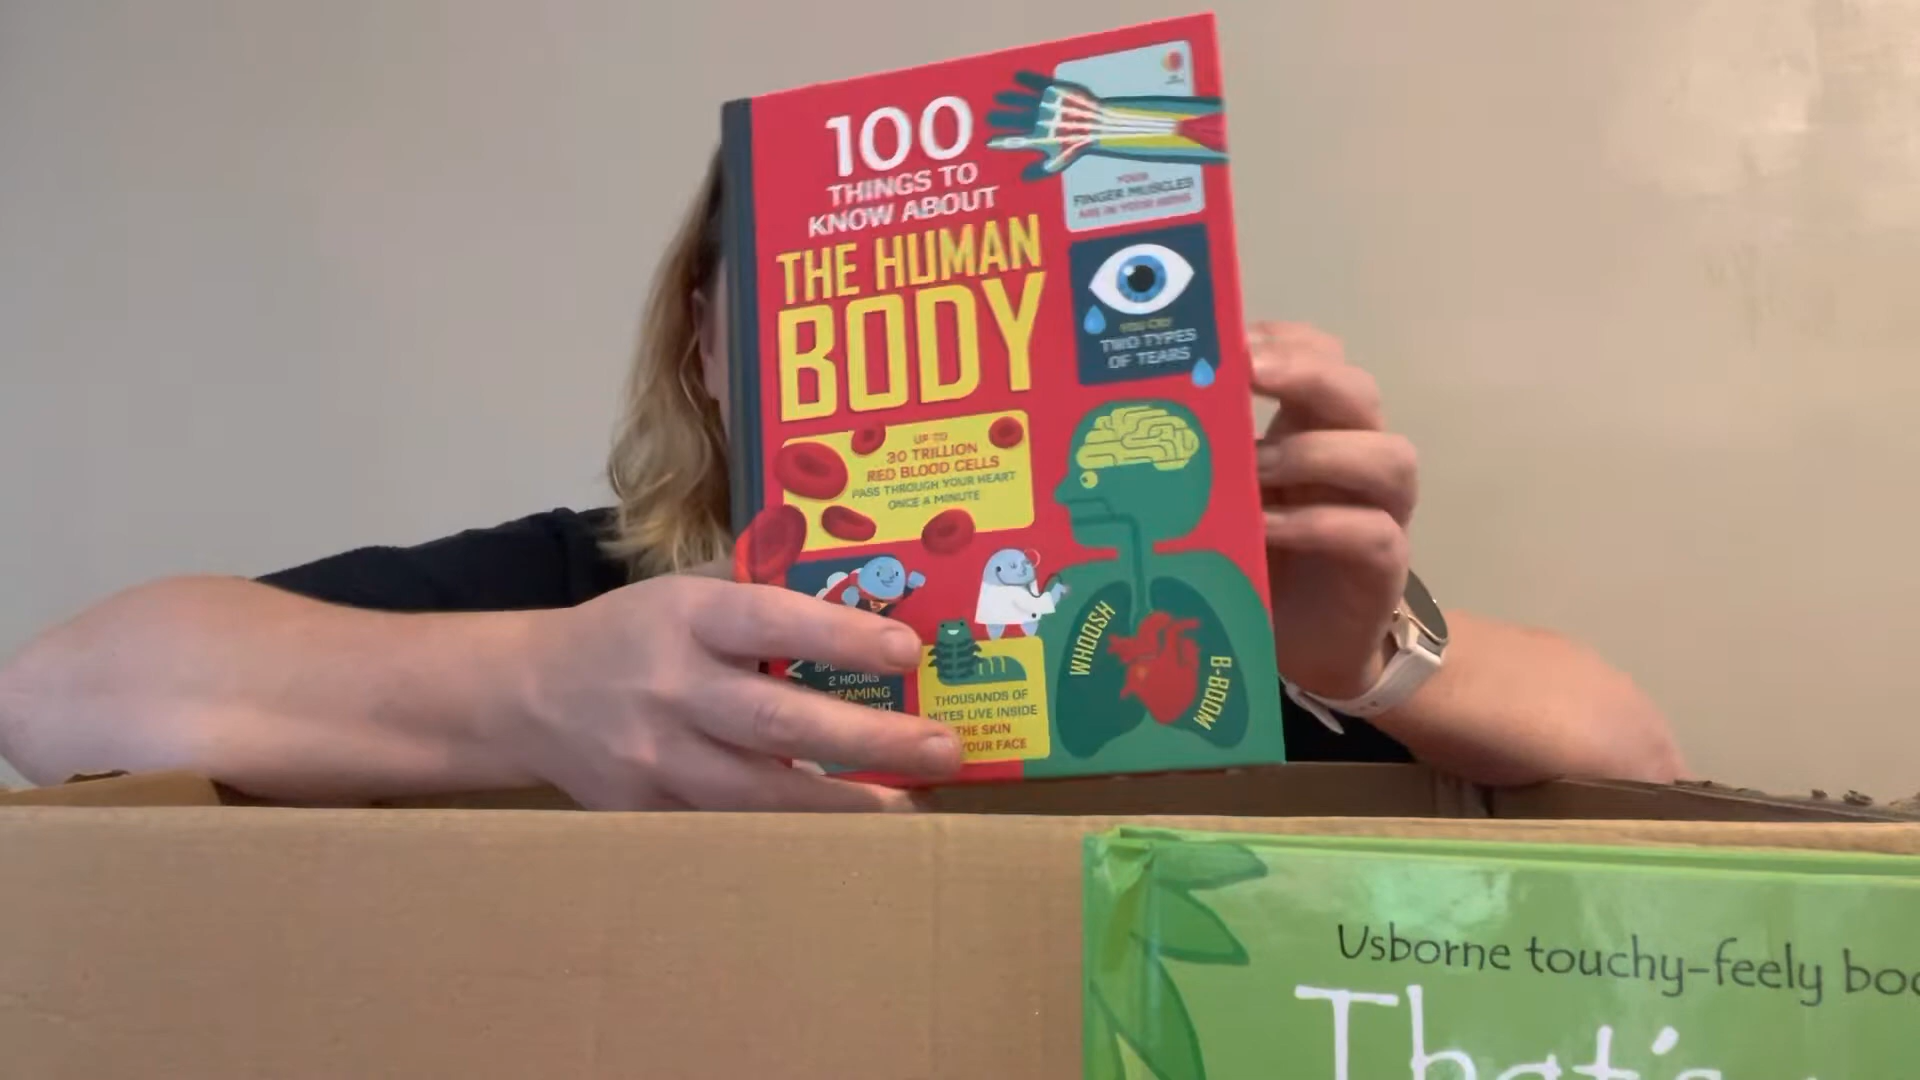 100
THINGS TO
KNOW ABOUT
THE HUMAN
BODY
YOUR
FINGER MUSCLES
ARE IN YOUR ARMS
YOU CRY
TWO TYPES
OF TEARS
UP TO
30 TRILLION
RED BLOOD CELLS
PASS THROUGH YOUR HEART
ONCE A MINUTE
WHOOSH
B-BOOM
2 HOURS
THOUSANDS OF
MITES LIVE INSIDE
THE SKIN
YOUR FACE
Usborne touchy-feely
That's